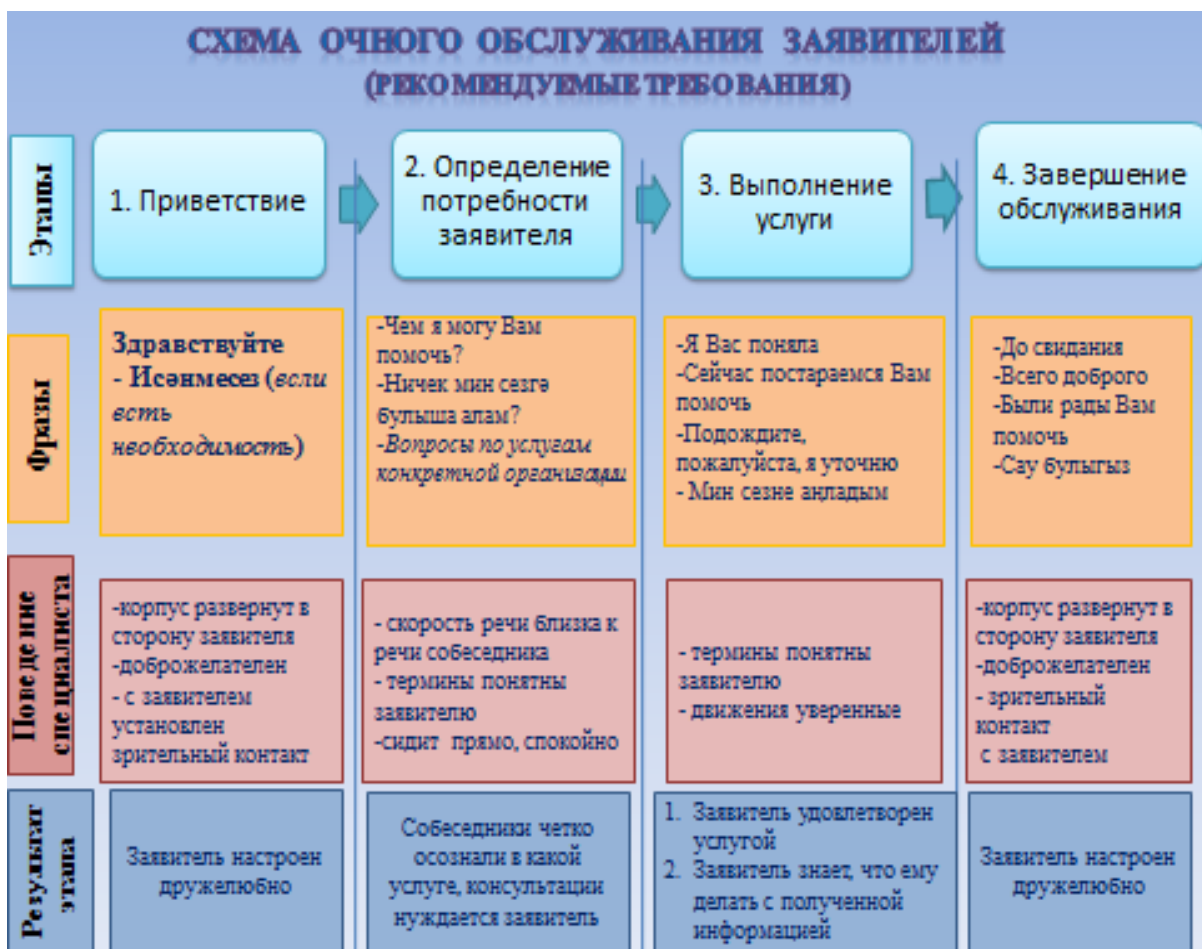 СХЕМА ОЧНОГО ОБСЛУЖИВАНИЯ ЗАЯВИТЕЛЕЙ
(РЕКОМЕНДУЕМЫЕ ТРЕБОВАНИЯ)
Этапы
1. Приветствие
2. Определение
потребности
заявителя
3. Выполнение
услуги
4. Завершение
обслуживания
Фразы
Здравствуйте
- Исәнмесез (если
есть
необходимость)
-Чем я могу Вам
помочь?
-Ничек мин сезгә
булыша алам?
-Вопросы по услугам
конкретной организации
-Я Вас поняла
-Сейчас постараемся Вам
помочь
-Подождите,
пожалуйста, я уточню
- Мин сезне аңладым
-До свидания
-Всего доброго
-Были рады Вам
помочь
-Сау булыгыз
Поведение
специалиста
-корпус развернут в
сторону заявителя
-доброжелателен
- с заявителем
установлен
зрительный контакт
- скорость речи близка к
речи собеседника
- термины понятны
заявителю
-сидит прямо, спокойно
- термины понятны
заявителю
- движения уверенные
-корпус развернут в
сторону заявителя
-доброжелателен
- зрительный
контакт
с заявителем
Результат
этапа
Заявитель настроен
дружелюбно
Собеседники четко
осознали в какой
услуге, консультации
нуждается заявитель
1. Заявитель удовлетворен
услугой
2. Заявитель знает, что ему
делать с полученной
информацией
Заявитель настроен
дружелюбно